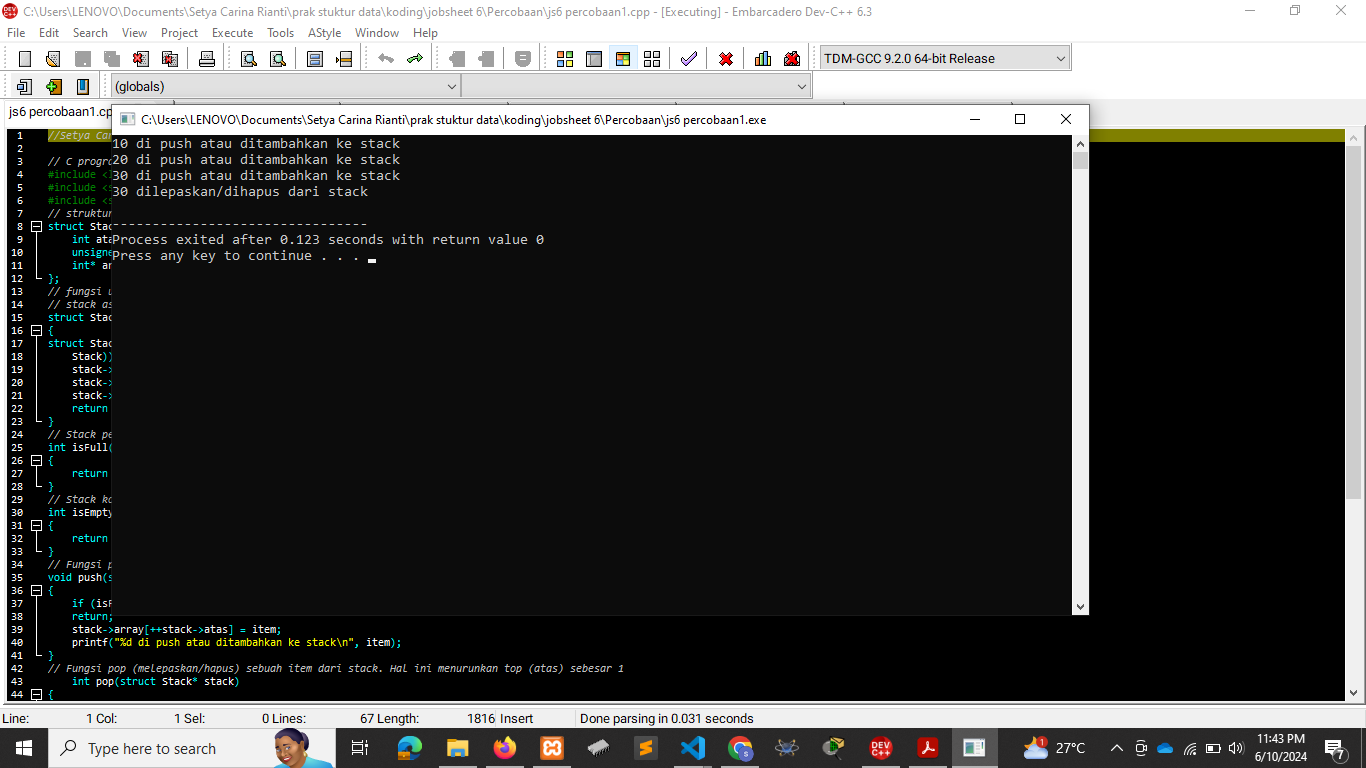 C:\Users\LENOVO\Documents\Setya Carina Rianti\prak stuktur data\koding\jobsheet 6\Percobaan\js6 percobaan1.cpp - [Executing] - Embarcadero Dev-C++ 6.3
File Edit Search View Project Execute Tools AStyle Window Help
TDM-GCC 9.2.0 64-bit Release
(globals)
js6 percobaan1.cp
C:\Users\LENOVO\Documents\Setya Carina Rianti\prak stuktur data\koding\jobsheet 6\Percobaan\js6 percobaan1.exe
10 di push atau ditambahkan ke stack
20 di push atau ditambahkan ke stack
30 di push atau ditambahkan ke stack
30 dilepaskan/dihapus dari stack
--------------------------------
Process exited after 0.123 seconds with return value 0
Press any key to continue . . .
1 //Setya Car
2
3 // C progra
4 #include <
5 #include <s
6 #include <s
7 // struktur
8 struct Stac
9 int ata
10 unsigne
11 int* ar
12 };
13 // fungsi u
14 // stack as
15 struct Stac
16 {
17 struct Stac
18 Stack))
19 stack->
20 stack->
21 stack->
22 return
23 }
24 // Stack pe
25 int isFull(
26 {
27 return
28 }
29 // Stack ko
30 int isEmpty
31 {
32 return
33 }
34 // Fungsi p
35 void push(s
36 {
37 if (isF
38 return;
39 stack->array[++stack->atas] = item;
40 printf("%d di push atau ditambahkan ke stack\n", item);
41 }
42 // Fungsi pop (melepaskan/hapus) sebuah item dari stack. Hal ini menurunkan top (atas) sebesar 1
43 int pop(struct Stack* stack)
44 {
Line: 1 Col: 1 Sel: 0 Lines: 67 Length: 1816 Insert Done parsing in 0.031 seconds
Type here to search
DEV C++
1
27°C
11:43 PM
6/10/2024
7